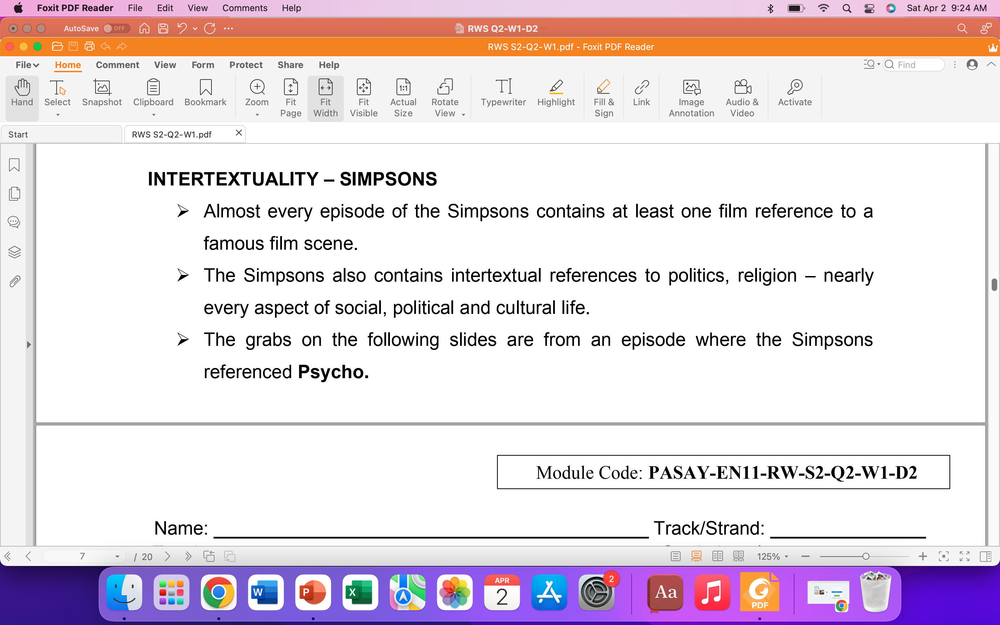 Foxit PDF Reader File Edit View Comments Help Sat Apr 2 9:24 AM
AutoSave OFF RWS Q2-W1-D2
RWS S2-Q2-W1.pdf - Foxit PDF Reader
File Home Comment View Form Protect Share Help Find
Hand Select Snapshot Clipboard Bookmark Zoom Fit Page Fit Width Fit Visible 1:1 Actual Size Rotate View Typewriter Highlight Fill & Sign Link Image Annotation Audio & Video Activate
Start RWS S2-Q2-W1.pdf
INTERTEXTUALITY – SIMPSONS
➢ Almost every episode of the Simpsons contains at least one film reference to a
famous film scene.
➢ The Simpsons also contains intertextual references to politics, religion – nearly
every aspect of social, political and cultural life.
➢ The grabs on the following slides are from an episode where the Simpsons
referenced Psycho.
Module Code: PASAY-EN11-RW-S2-Q2-W1-D2
Name: Track/Strand:
7 / 20 125%
W P X APR 2 2 Aa PDF